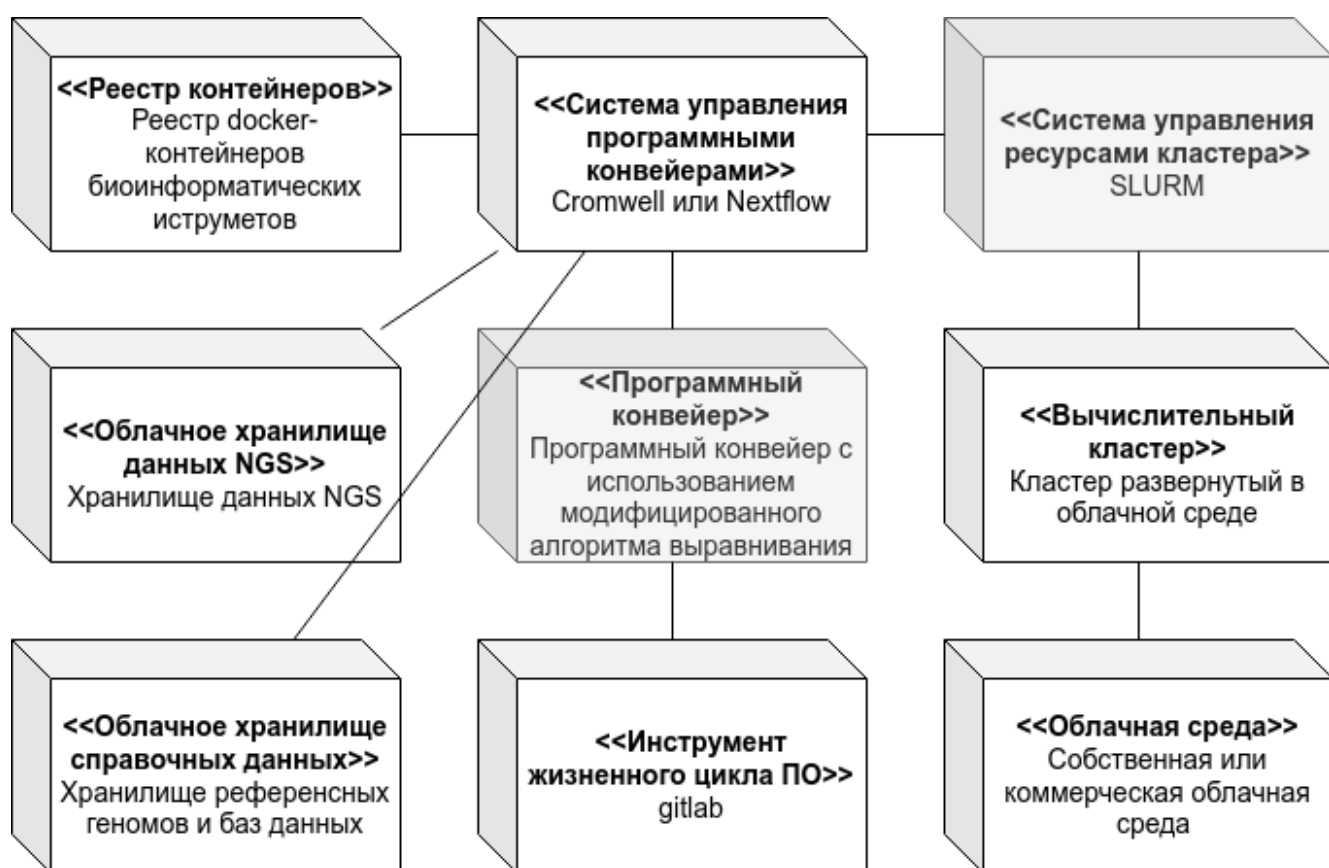 <<Реестр контейнеров>>
Реестр docker-
контейнеров
биоинформатических
иструметов
<<Система управления
программными
конвейерами>>
Cromwell или Nextflow
<<Система управления
ресурсами кластера>>
SLURM
<<Облачное хранилище
данных NGS>>
Хранилище данных NGS
<<Программный
конвейер>>
Программный конвейер с
использованием
модифицированного
алгоритма выравнивания
<<Вычислительный
кластер>>
Кластер развернутый в
облачной среде
<<Облачное хранилище
справочных данных>>
Хранилище референсных
геномов и баз данных
<<Инструмент
жизненного цикла ПО>>
gitlab
<<Облачная среда>>
Собственная или
коммерческая облачная
среда